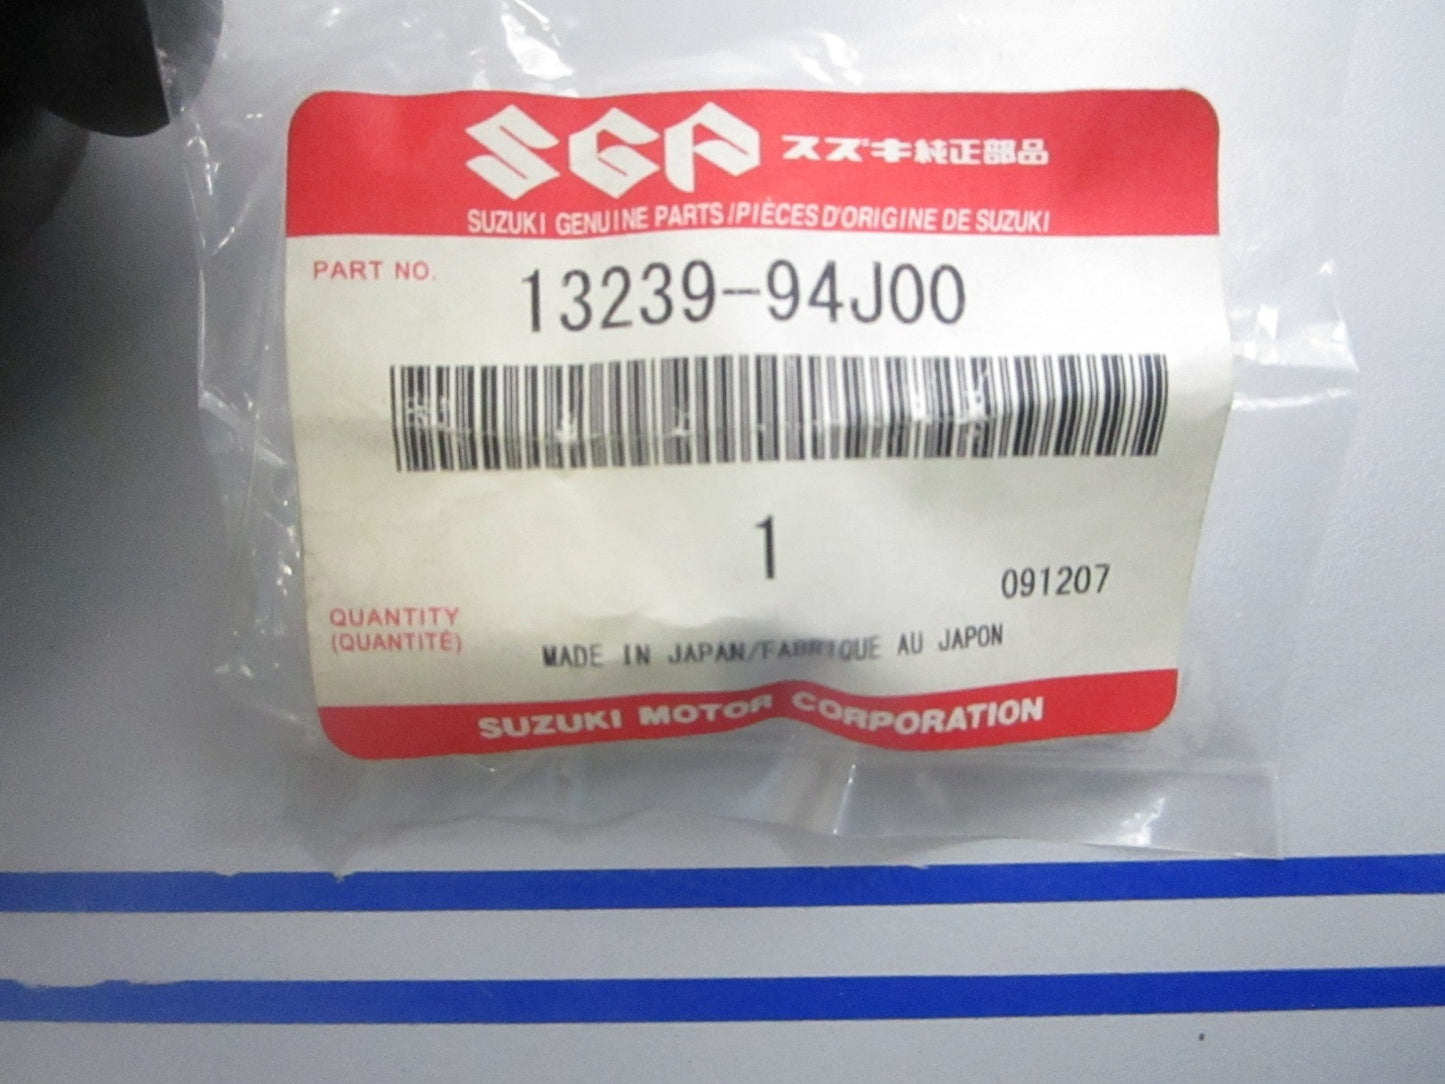 SGP スズキ純正部品
SUZUKI GENUINE PARTS/PIÈCES D'ORIGINE DE SUZUKI
PART NO. 13239-94J00
1
091207
QUANTITY
(QUANTITÉ)
MADE IN JAPAN/FABRIQUE AU JAPON
SUZUKI MOTOR CORPORATION